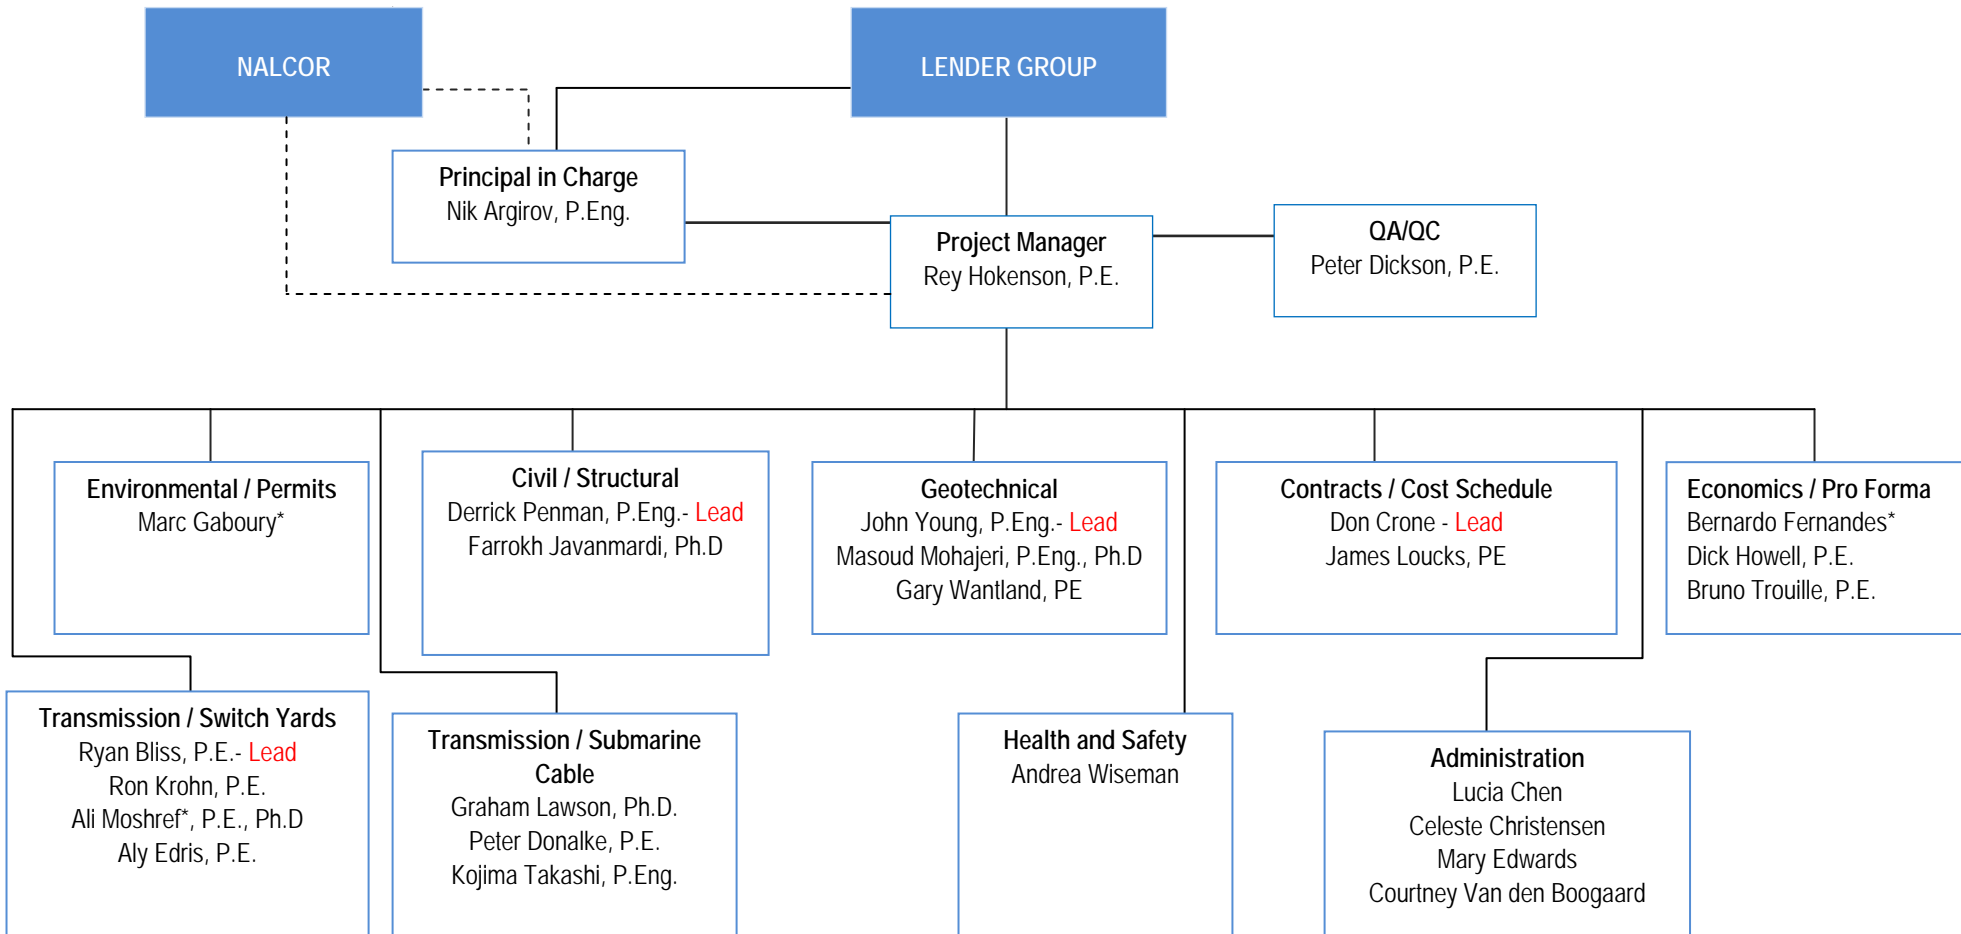 NALCOR
LENDER GROUP
Principal in Charge
Nik Argirov, P.Eng.
Project Manager
Rey Hokenson, P.E.
QA/QC
Peter Dickson, P.E.
Environmental / Permits
Marc Gaboury*
Civil / Structural
Derrick Penman, P.Eng.- Lead
Farrokh Javanmardi, Ph.D
Geotechnical
John Young, P.Eng.- Lead
Masoud Mohajeri, P.Eng., Ph.D
Gary Wantland, PE
Contracts / Cost Schedule
Don Crone - Lead
James Loucks, PE
Economics / Pro Forma
Bernardo Fernandes*
Dick Howell, P.E.
Bruno Trouille, P.E.
Transmission / Switch Yards
Ryan Bliss, P.E.- Lead
Ron Krohn, P.E.
Ali Moshref*, P.E., Ph.D
Aly Edris, P.E.
Transmission / Submarine
Cable
Graham Lawson, Ph.D.
Peter Donalke, P.E.
Kojima Takashi, P.Eng.
Health and Safety
Andrea Wiseman
Administration
Lucia Chen
Celeste Christensen
Mary Edwards
Courtney Van den Boogaard